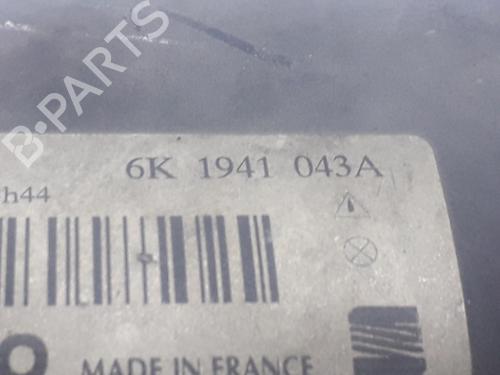 B-PARTS
6K 1941 043A
h44
MADE IN FRANCE